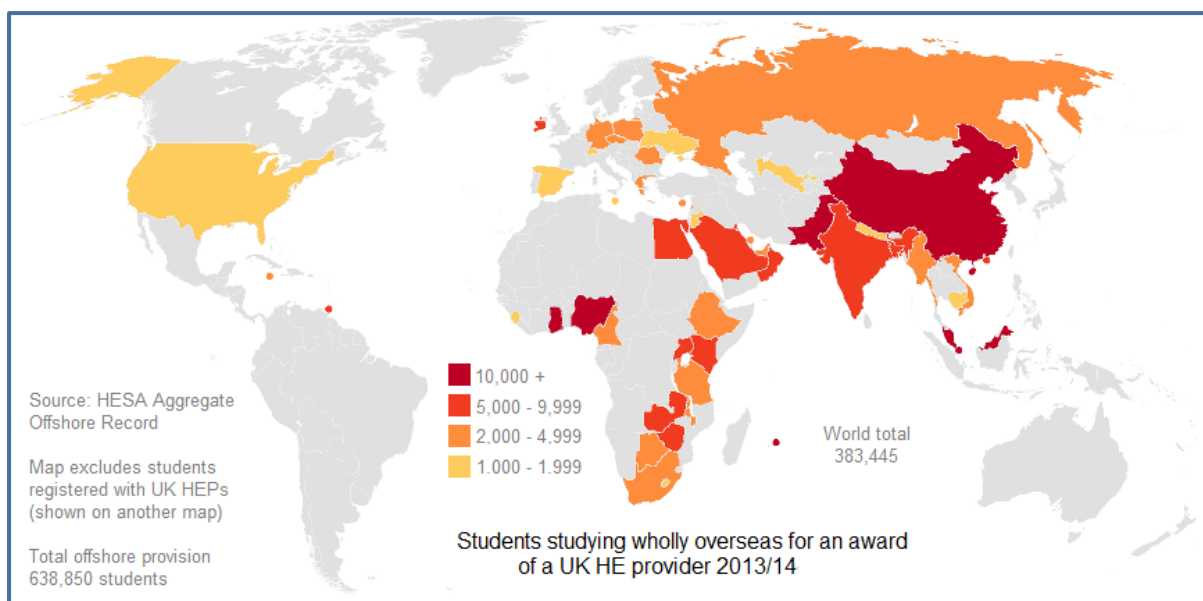 10,000 +
5,000 - 9,999
2,000 - 4.999
1.000 - 1.999
Source: HESA Aggregate
Offshore Record
Map excludes students
registered with UK HEPs
(shown on another map)
Total offshore provision
638,850 students
World total
383,445
Students studying wholly overseas for an award
of a UK HE provider 2013/14